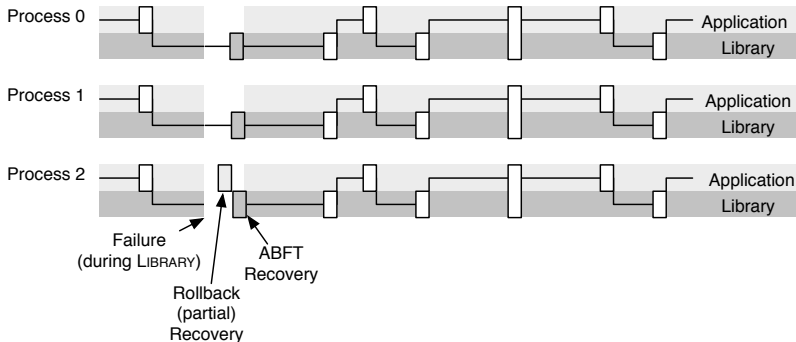 Process 0
Application
Library
Process 1
Application
Library
Process 2
Application
Library
Failure
(during LIBRARY)
ABFT
Recovery
Rollback
(partial)
Recovery